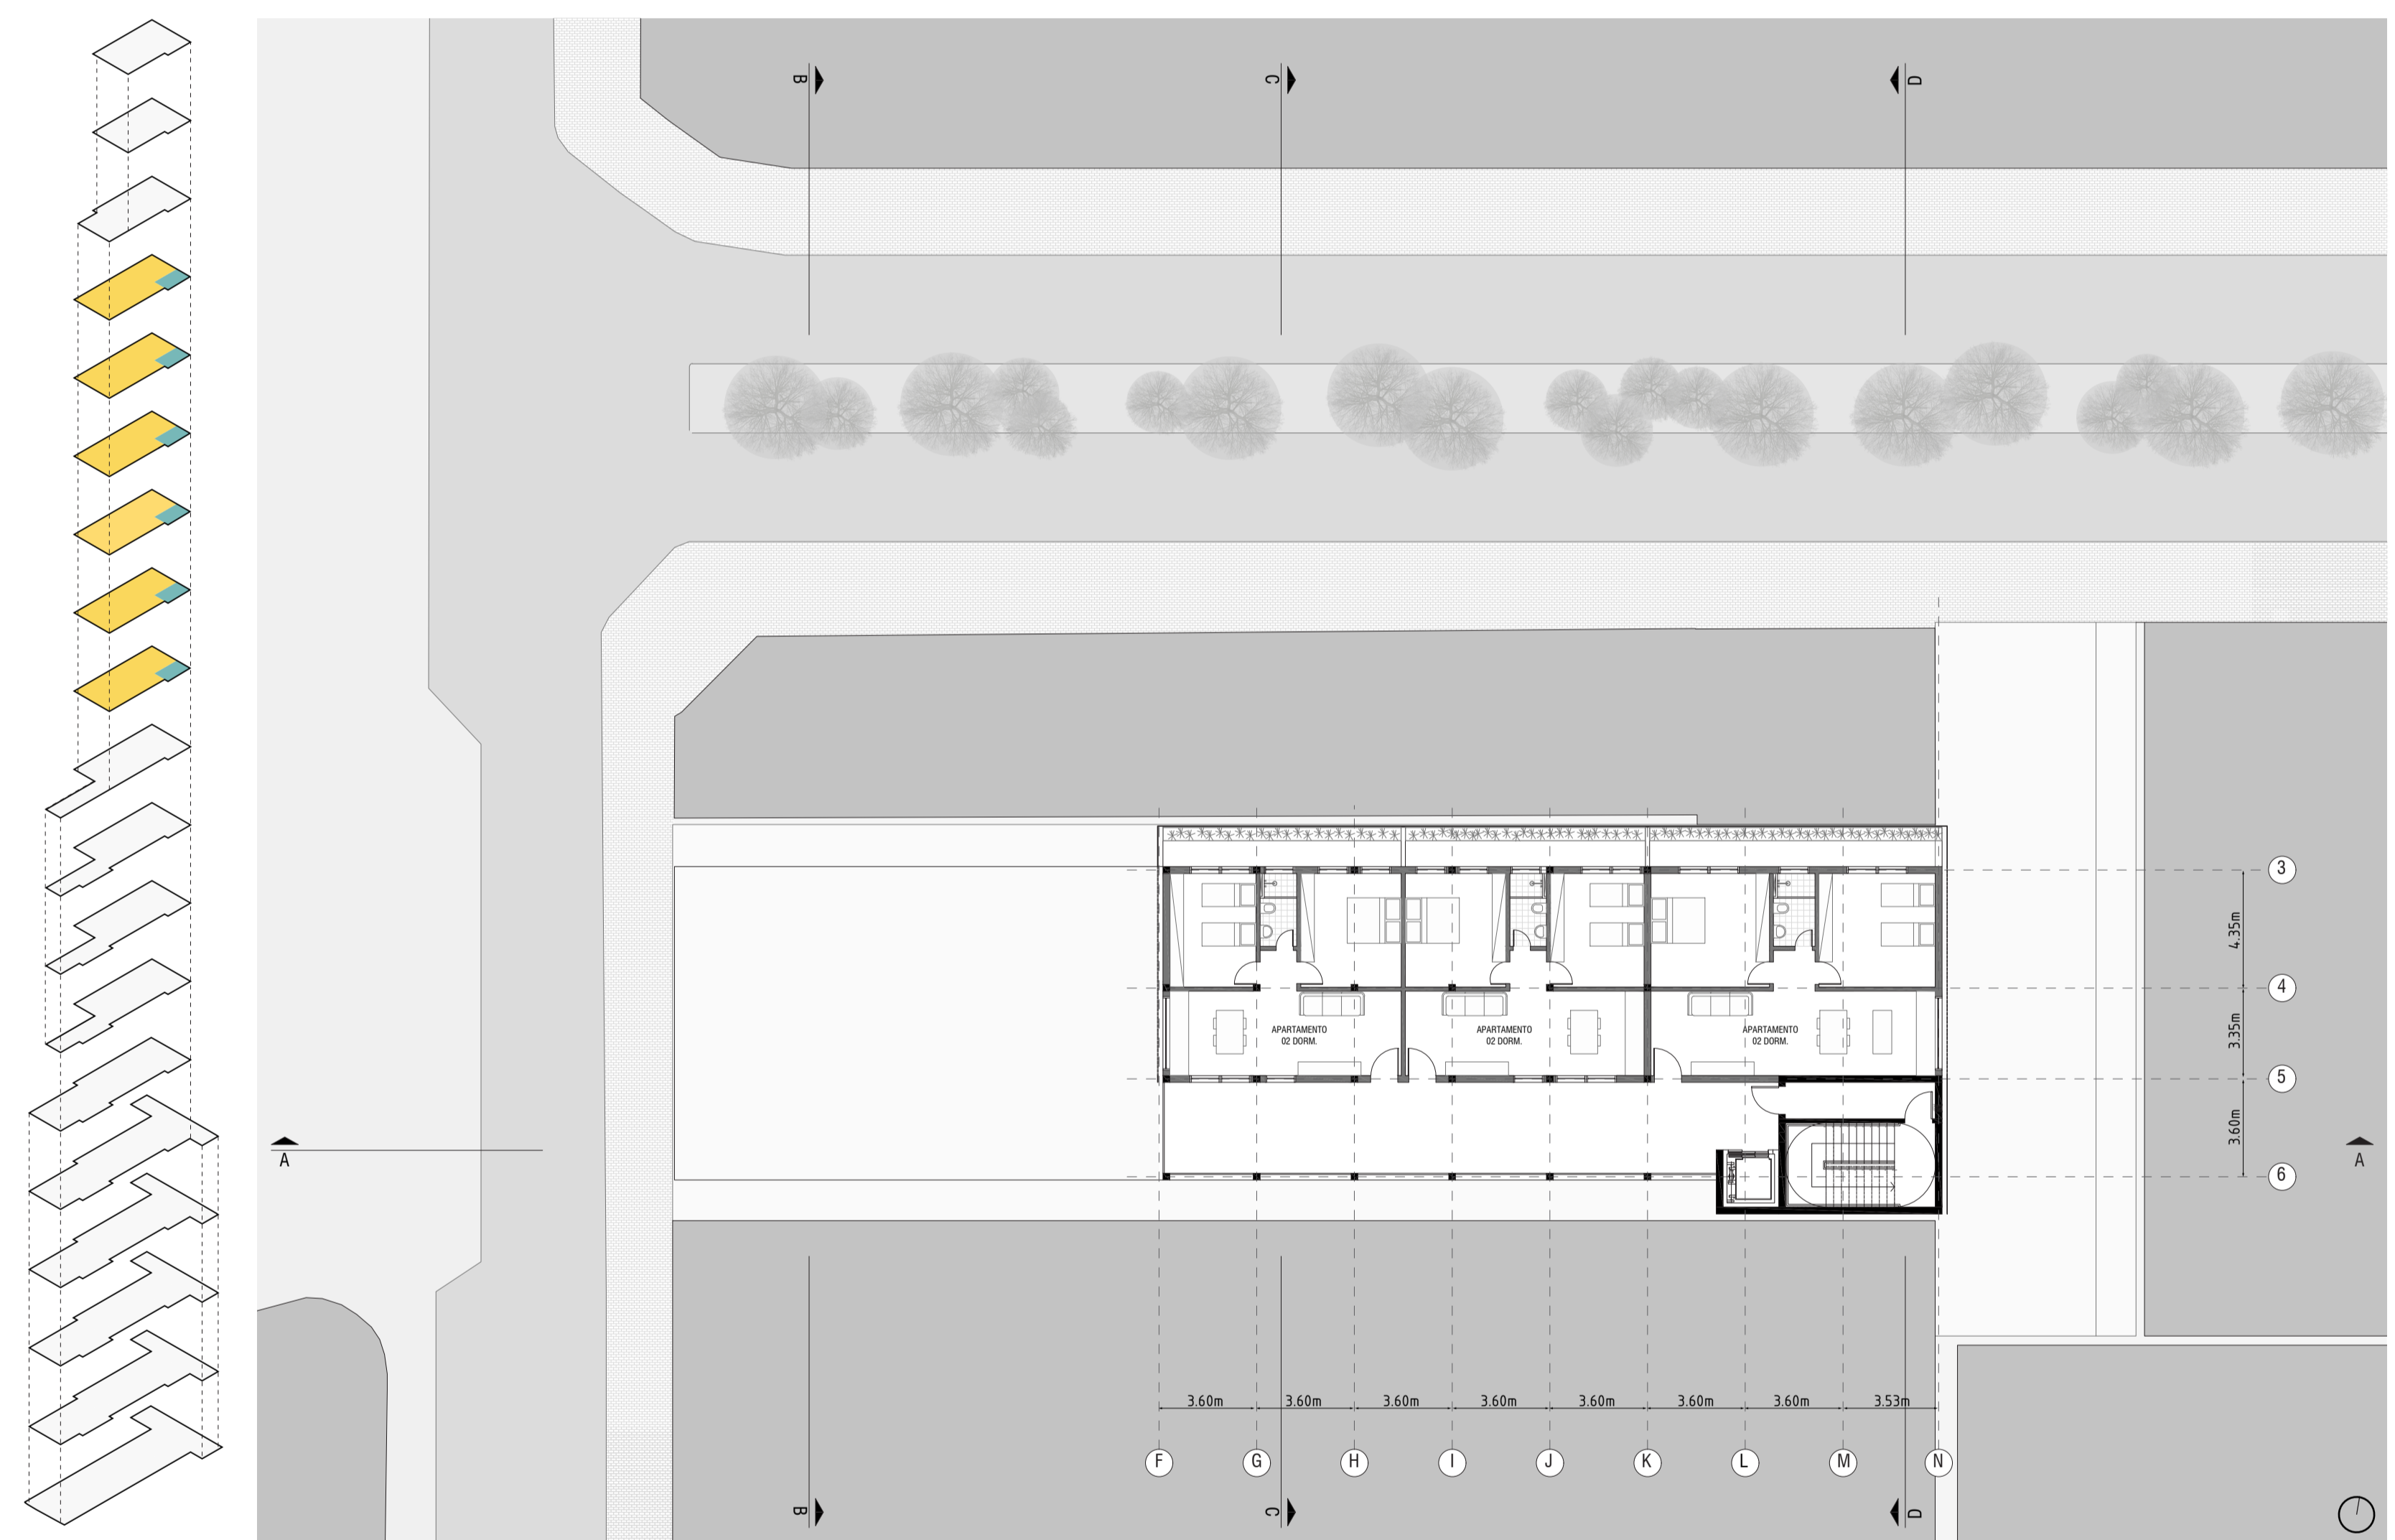 B
C
D
3
4.35m
4
APARTAMENTO
02 DORM.
APARTAMENTO
02 DORM.
APARTAMENTO
02 DORM.
3.35m
5
3.60m
A
A
6
3.60m
3.60m
3.60m
3.60m
3.60m
3.60m
3.60m
3.53m
F
G
H
I
J
K
L
M
N
B
C
D